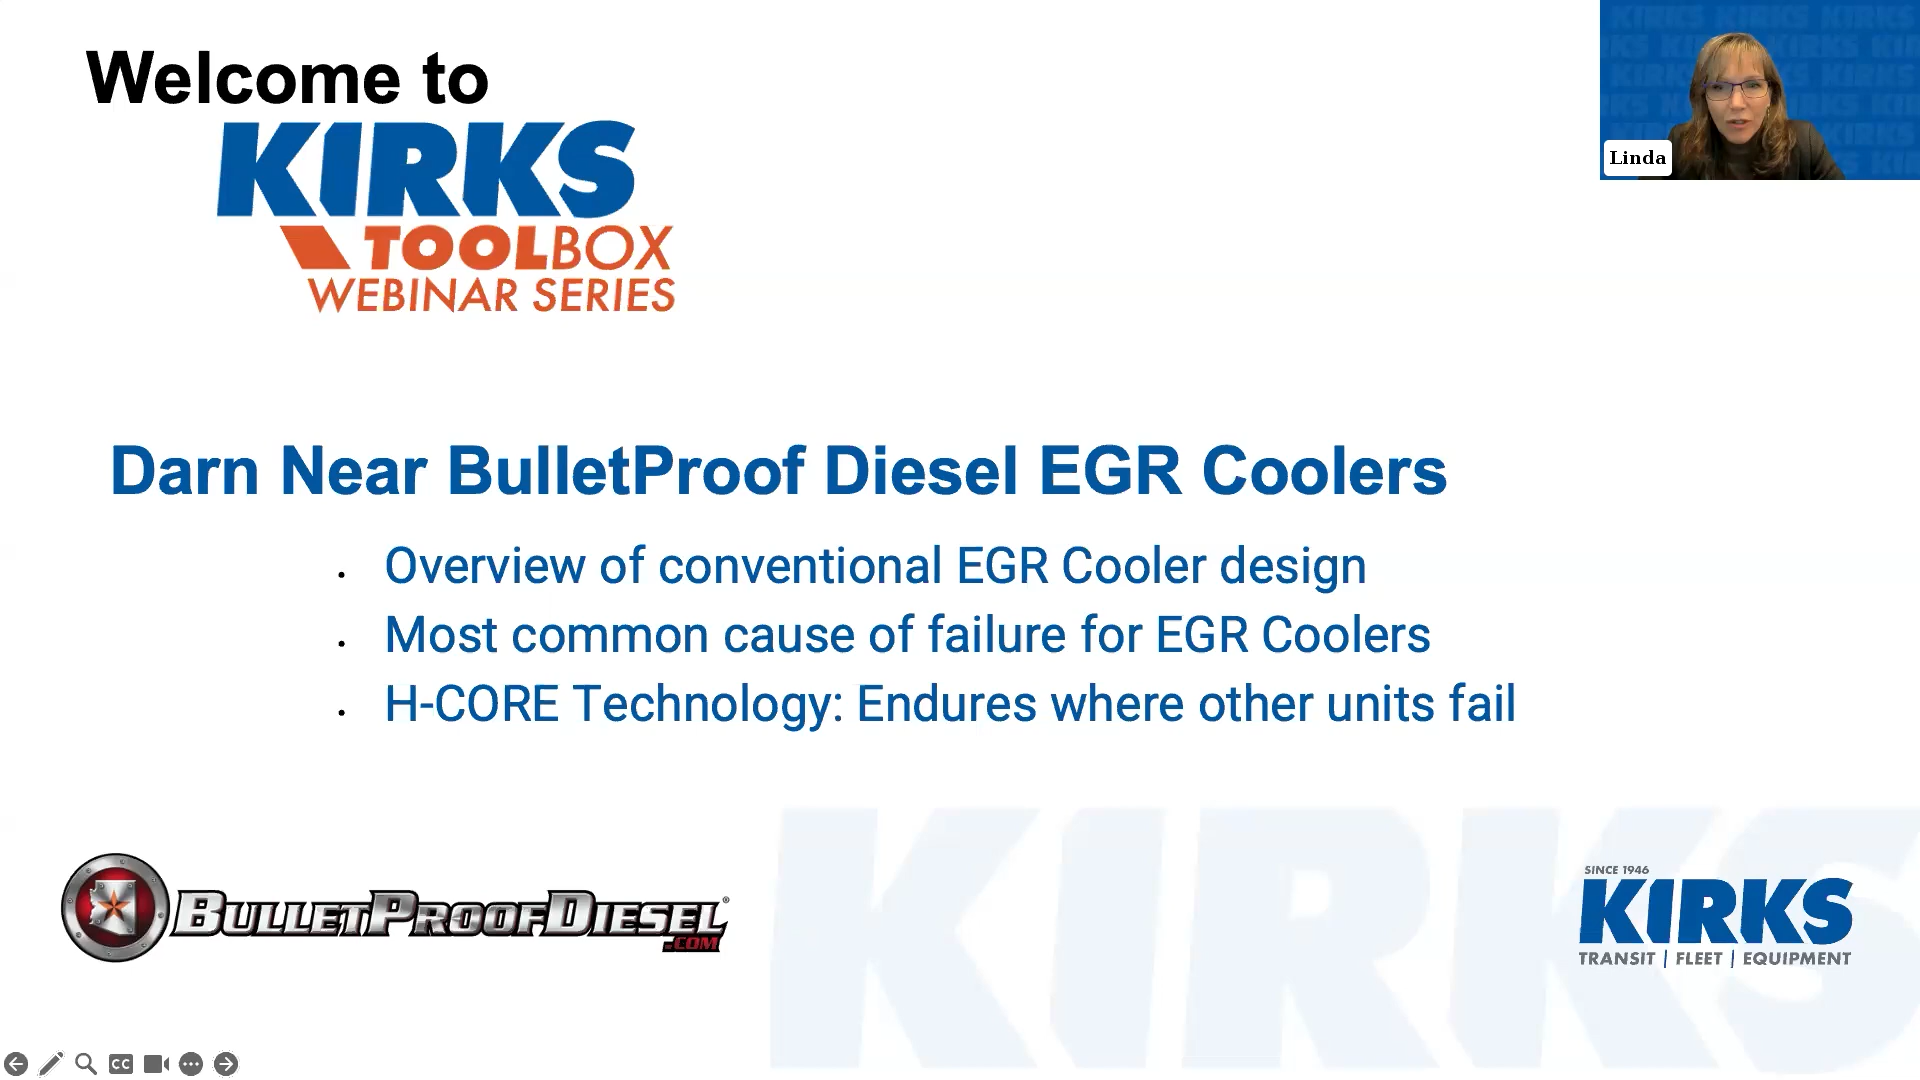 Welcome to
KIRKS
TOOLBOX
WEBINAR SERIES
Linda
Darn Near BulletProof Diesel EGR Coolers
• Overview of conventional EGR Cooler design
• Most common cause of failure for EGR Coolers
• H-CORE Technology: Endures where other units fail
BULLETPROOFDIESEL®
.COM
KIRKS
SINCE 1946
KIRKS
TRANSIT | FLEET | EQUIPMENT
CC